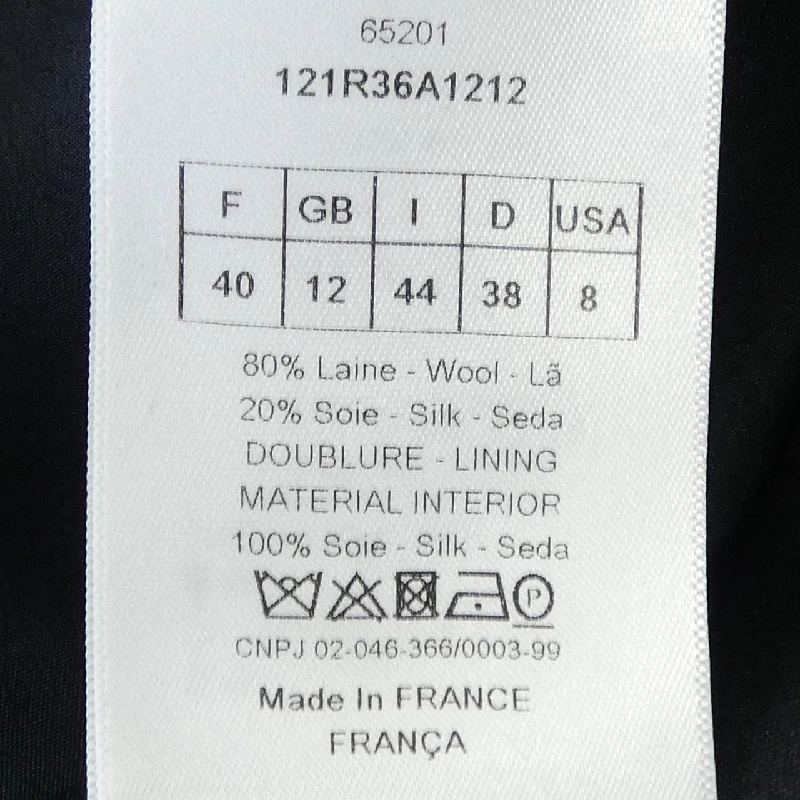 65201
121R36A1212
F GB I D USA
40 12 44 38 8
80% Laine - Wool - Lã
20% Soie - Silk - Seda
DOUBLURE - LINING
MATERIAL INTERIOR
100% Soie - Silk - Seda
P
CNPJ 02-046-366/0003-99
Made In FRANCE
FRANÇA